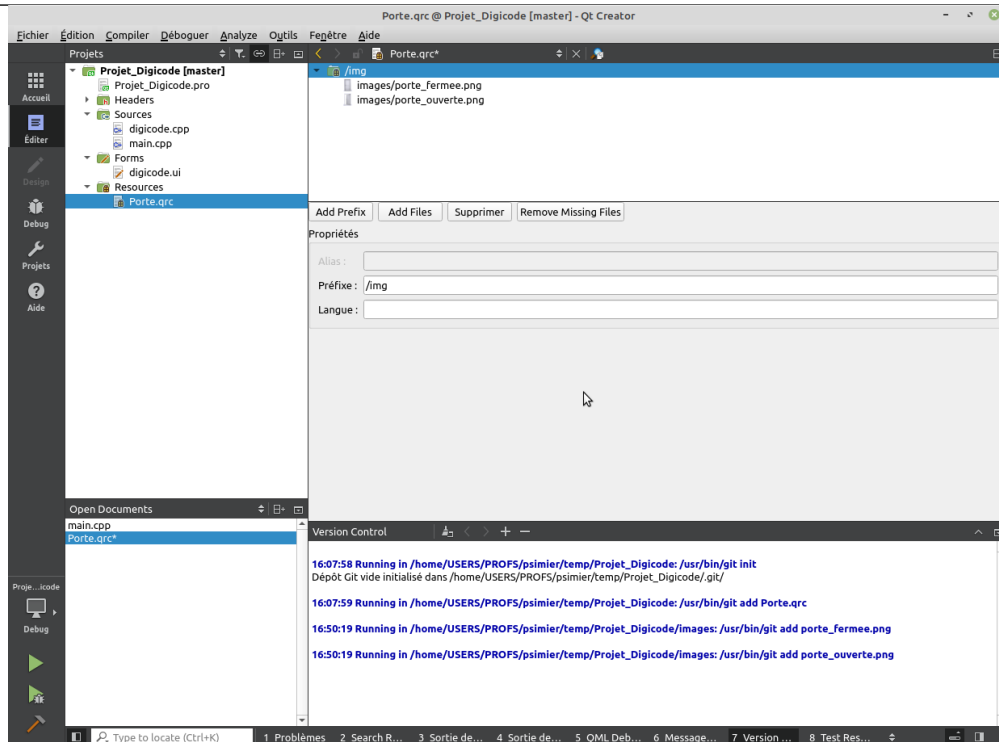 Porte.qrc @ Projet_Digicode [master] - Qt Creator
Fichier Édition Compiler Déboguer Analyze Outils Fenêtre Aide
Projets
Porte.qrc*
Accueil
Éditer
Design
Debug
Projets
Aide
Projet_Digicode [master]
Projet_Digicode.pro
Headers
Sources
digicode.cpp
main.cpp
Forms
digicode.ui
Resources
Porte.qrc
/img
images/porte_fermee.png
images/porte_ouverte.png
Add Prefix Add Files Supprimer Remove Missing Files
Propriétés
Alias :
Préfixe : /img
Langue :
Open Documents
main.cpp
Porte.qrc*
Version Control
16:07:58 Running in /home/USERS/PROFS/psimier/temp/Projet_Digicode: /usr/bin/git init
Dépôt Git vide initialisé dans /home/USERS/PROFS/psimier/temp/Projet_Digicode/.git/
16:07:59 Running in /home/USERS/PROFS/psimier/temp/Projet_Digicode: /usr/bin/git add Porte.qrc
16:50:19 Running in /home/USERS/PROFS/psimier/temp/Projet_Digicode/images: /usr/bin/git add porte_fermee.png
16:50:19 Running in /home/USERS/PROFS/psimier/temp/Projet_Digicode/images: /usr/bin/git add porte_ouverte.png
Proje...icode
Debug
Type to locate (Ctrl+K) 1 Problèmes 2 Search R... 3 Sortie de... 4 Sortie de... 5 QML Deb... 6 Message... 7 Version ... 8 Test Res...